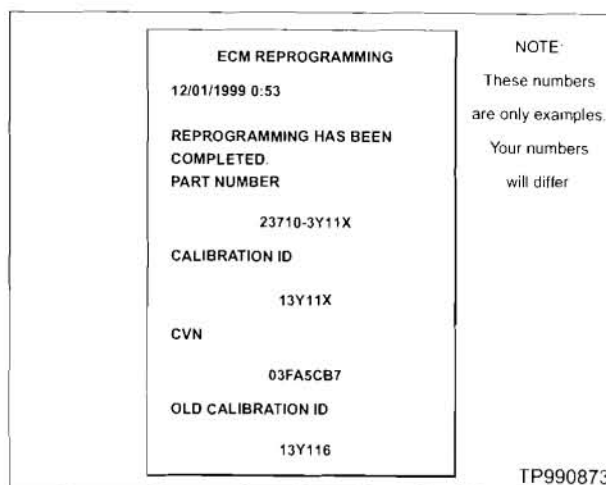 ECM REPROGRAMMING
12/01/1999 0:53
REPROGRAMMING HAS BEEN
COMPLETED.
PART NUMBER
23710-3Y11X
CALIBRATION ID
13Y11X
CVN
03FA5CB7
OLD CALIBRATION ID
13Y116
NOTE:
These numbers
are only examples.
Your numbers
will differ
TP990873